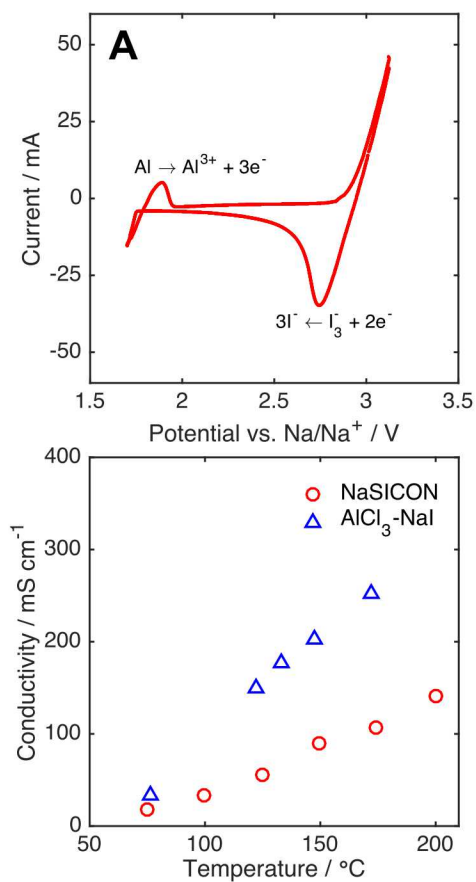 A
50
25
0
-25
-50
Current / mA
Al → Al³⁺ + 3e⁻
3I⁻ ← I₃⁻ + 2e⁻
1.5
2
2.5
3
3.5
Potential vs. Na/Na⁺ / V
400
300
200
100
0
Conductivity / mS cm⁻¹
NaSICON
AlCl₃-NaI
50
100
150
200
Temperature / °C